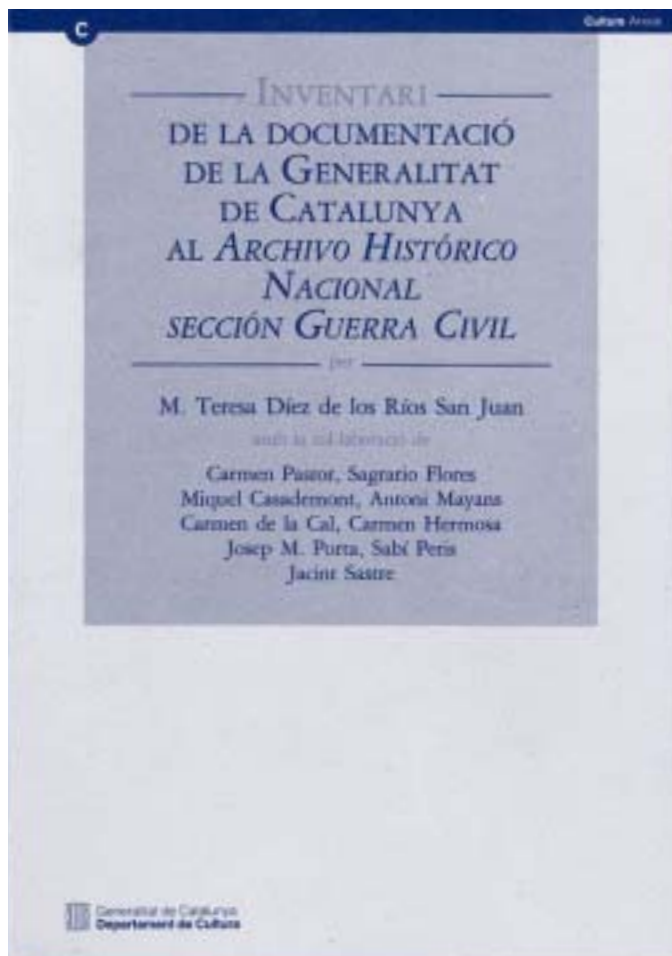 C
Cultura Arxius
INVENTARI
DE LA DOCUMENTACIÓ
DE LA GENERALITAT
DE CATALUNYA
AL ARCHIVO HISTÓRICO
NACIONAL
SECCIÓN GUERRA CIVIL
per
M. Teresa Díez de los Ríos San Juan
amb la col·laboració de
Carmen Pastor, Sagrario Flores
Miquel Casademont, Antoni Mayans
Carmen de la Cal, Carmen Hermosa
Josep M. Porta, Sabí Peris
Jacint Sastre
Generalitat de Catalunya
Departament de Cultura